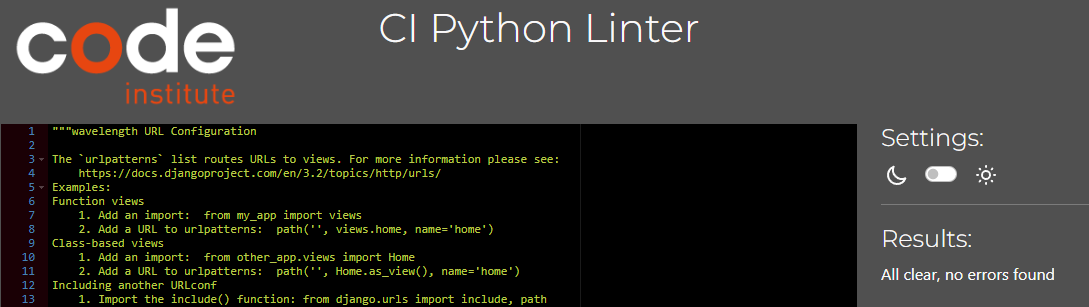 code
institute
CI Python Linter
1 """wavelength URL Configuration
2
3 The `urlpatterns` list routes URLs to views. For more information please see:
4     https://docs.djangoproject.com/en/3.2/topics/http/urls/
5 Examples:
6 Function views
7     1. Add an import:  from my_app import views
8     2. Add a URL to urlpatterns:  path('', views.home, name='home')
9 Class-based views
10     1. Add an import:  from other_app.views import Home
11     2. Add a URL to urlpatterns:  path('', Home.as_view(), name='home')
12 Including another URLconf
13     1. Import the include() function: from django.urls import include, path
Settings:
Results:
All clear, no errors found